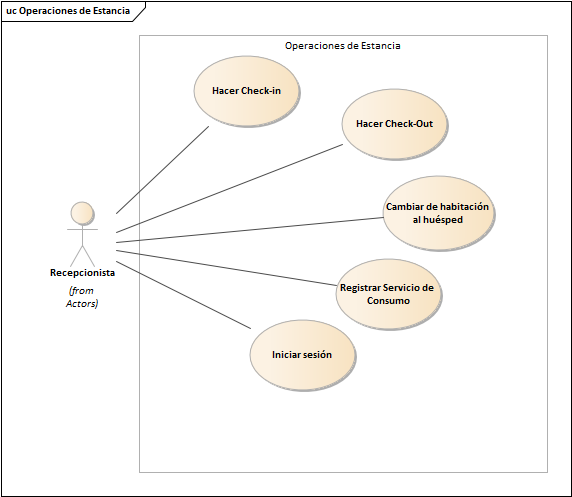 uc Operaciones de Estancia
Operaciones de Estancia
Hacer Check-in
Hacer Check-Out
Cambiar de habitación
al huésped
Recepcionista
(from
Actors)
Registrar Servicio de
Consumo
Iniciar sesión